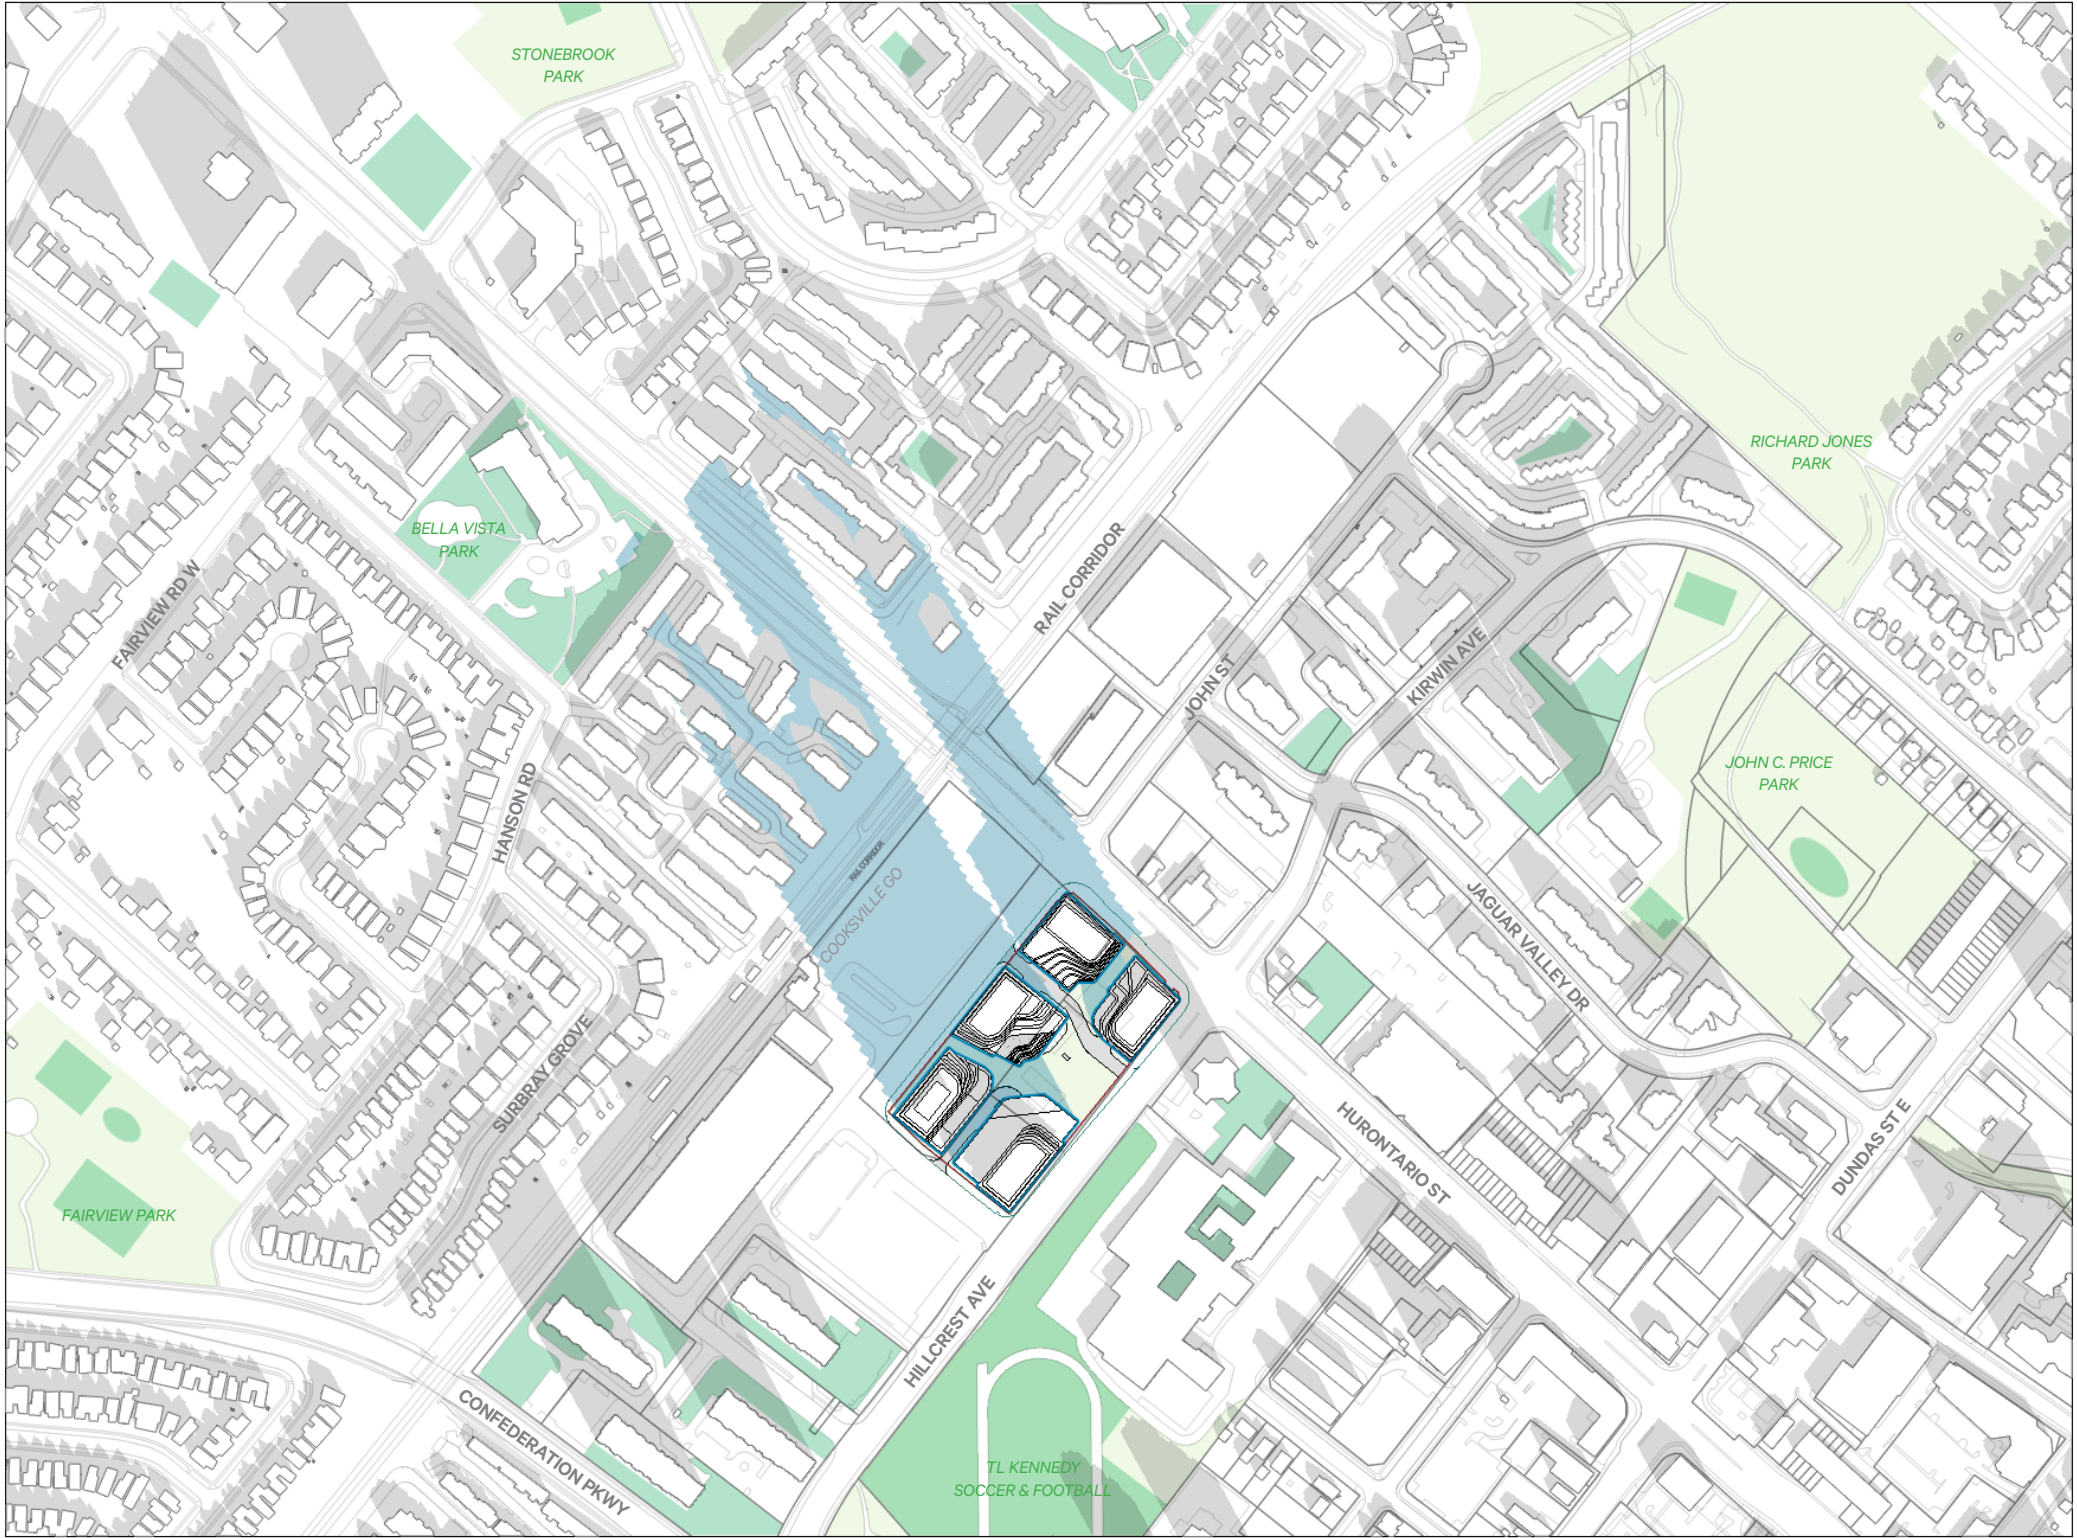 STONEBROOK
PARK
RICHARD JONES
PARK
BELLA VISTA
PARK
RAIL CORRIDOR
FAIRVIEW RD W
JOHN ST
KIRWIN AVE
JOHN C. PRICE
PARK
HANSON RD
RAIL CORRIDOR
COOKSVILLE GO
JAGUAR VALLEY DR
SURBRAY GROVE
HURONTARIO ST
DUNDAS ST E
FAIRVIEW PARK
HILLCREST AVE
CONFEDERATION PKWY
TL KENNEDY
SOCCER & FOOTBALL